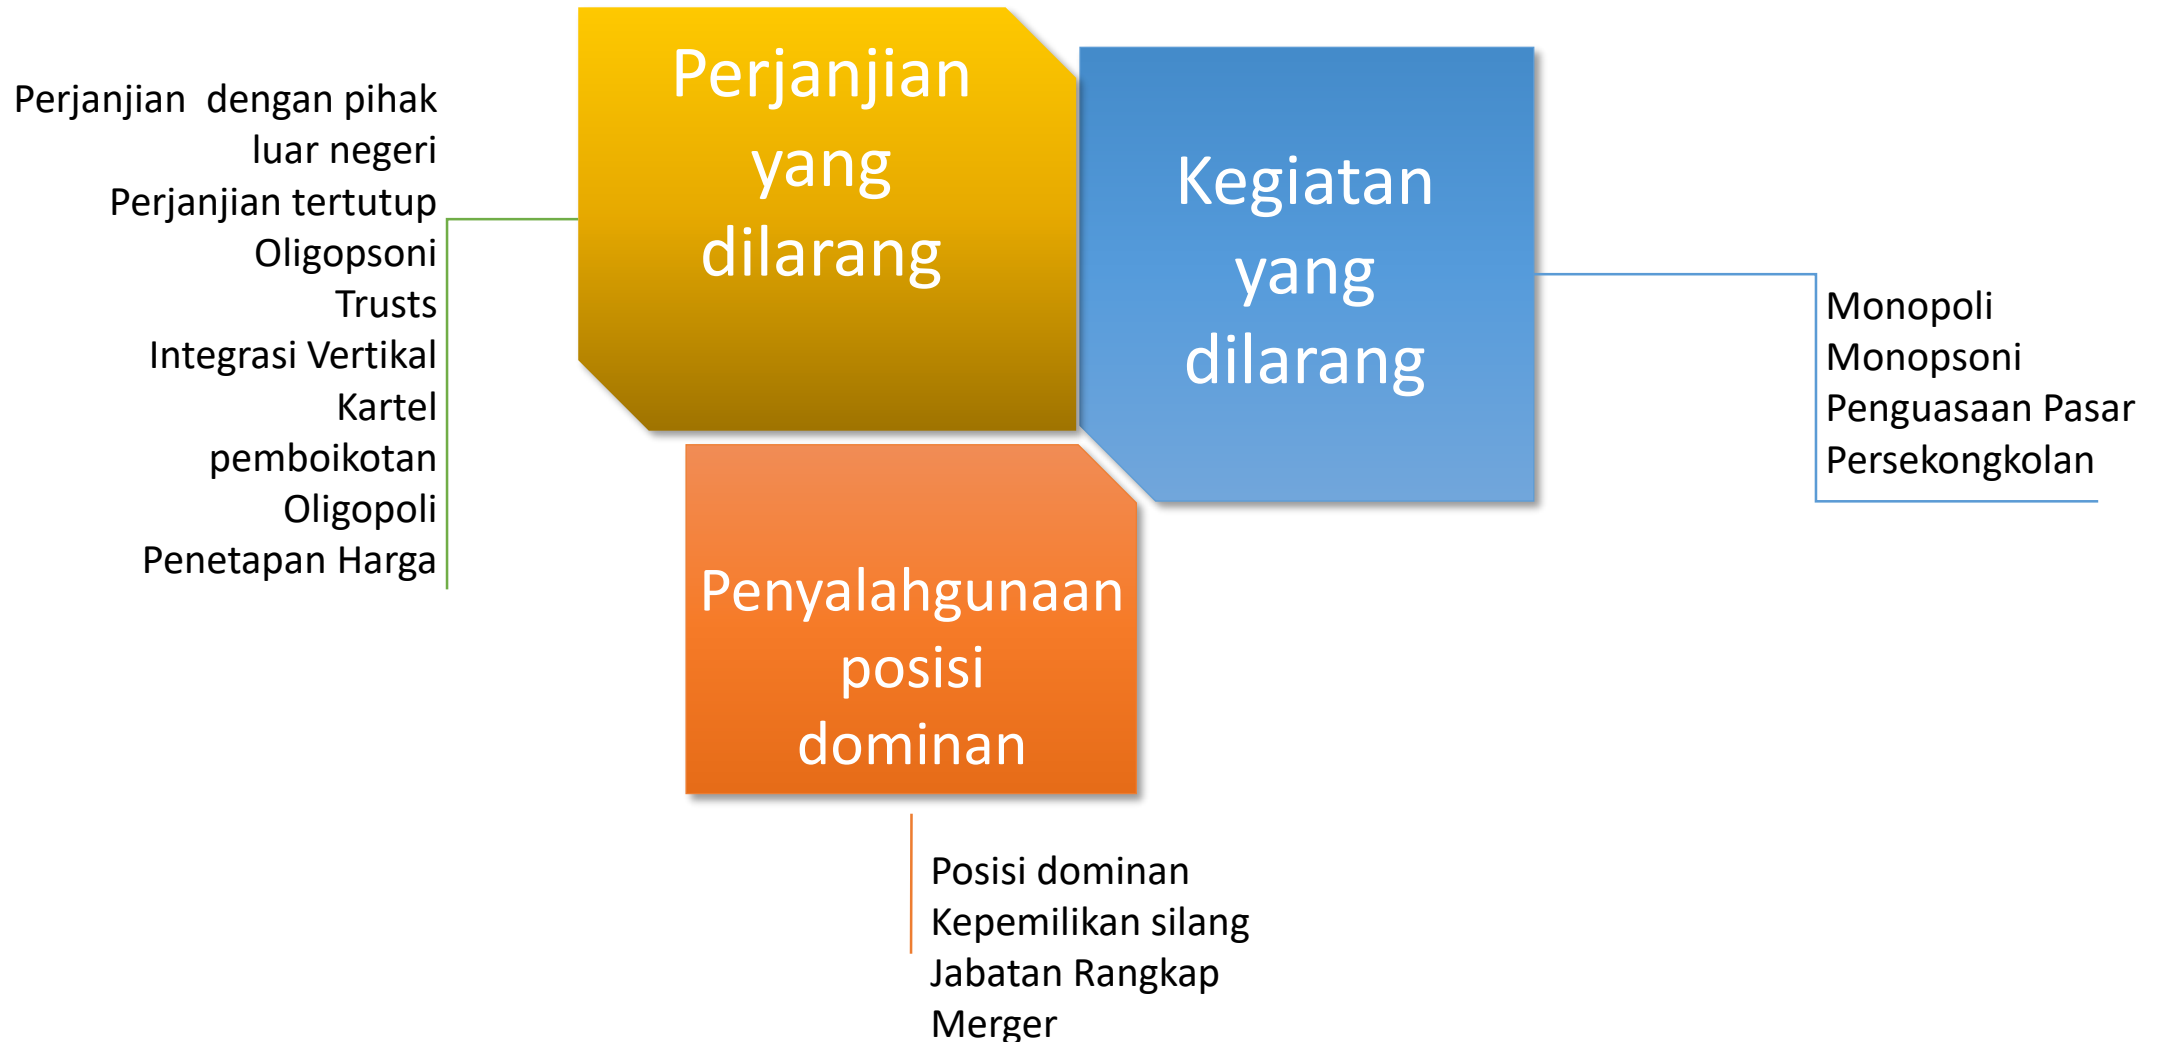 Perjanjian
yang
dilarang
Perjanjian  dengan pihak
luar negeri
Perjanjian tertutup
Oligopsoni
Trusts
Integrasi Vertikal
Kartel
pemboikotan
Oligopoli
Penetapan Harga
Kegiatan
yang
dilarang
Monopoli
Monopsoni
Penguasaan Pasar
Persekongkolan
Penyalahgunaan
posisi
dominan
Posisi dominan
Kepemilikan silang
Jabatan Rangkap
Merger